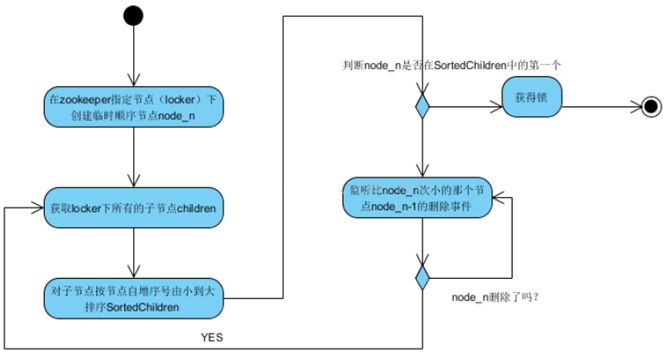 在zookeeper指定节点（locker）下
创建临时顺序节点node_n
获取locker下所有的子节点children
对子节点按节点自增序号由小到大
排序SortedChildren
判断node_n是否在SortedChildren中的第一个
获得锁
监听比node_n次小的那个节
点node_n-1的删除事件
node_n删除了吗？
YES